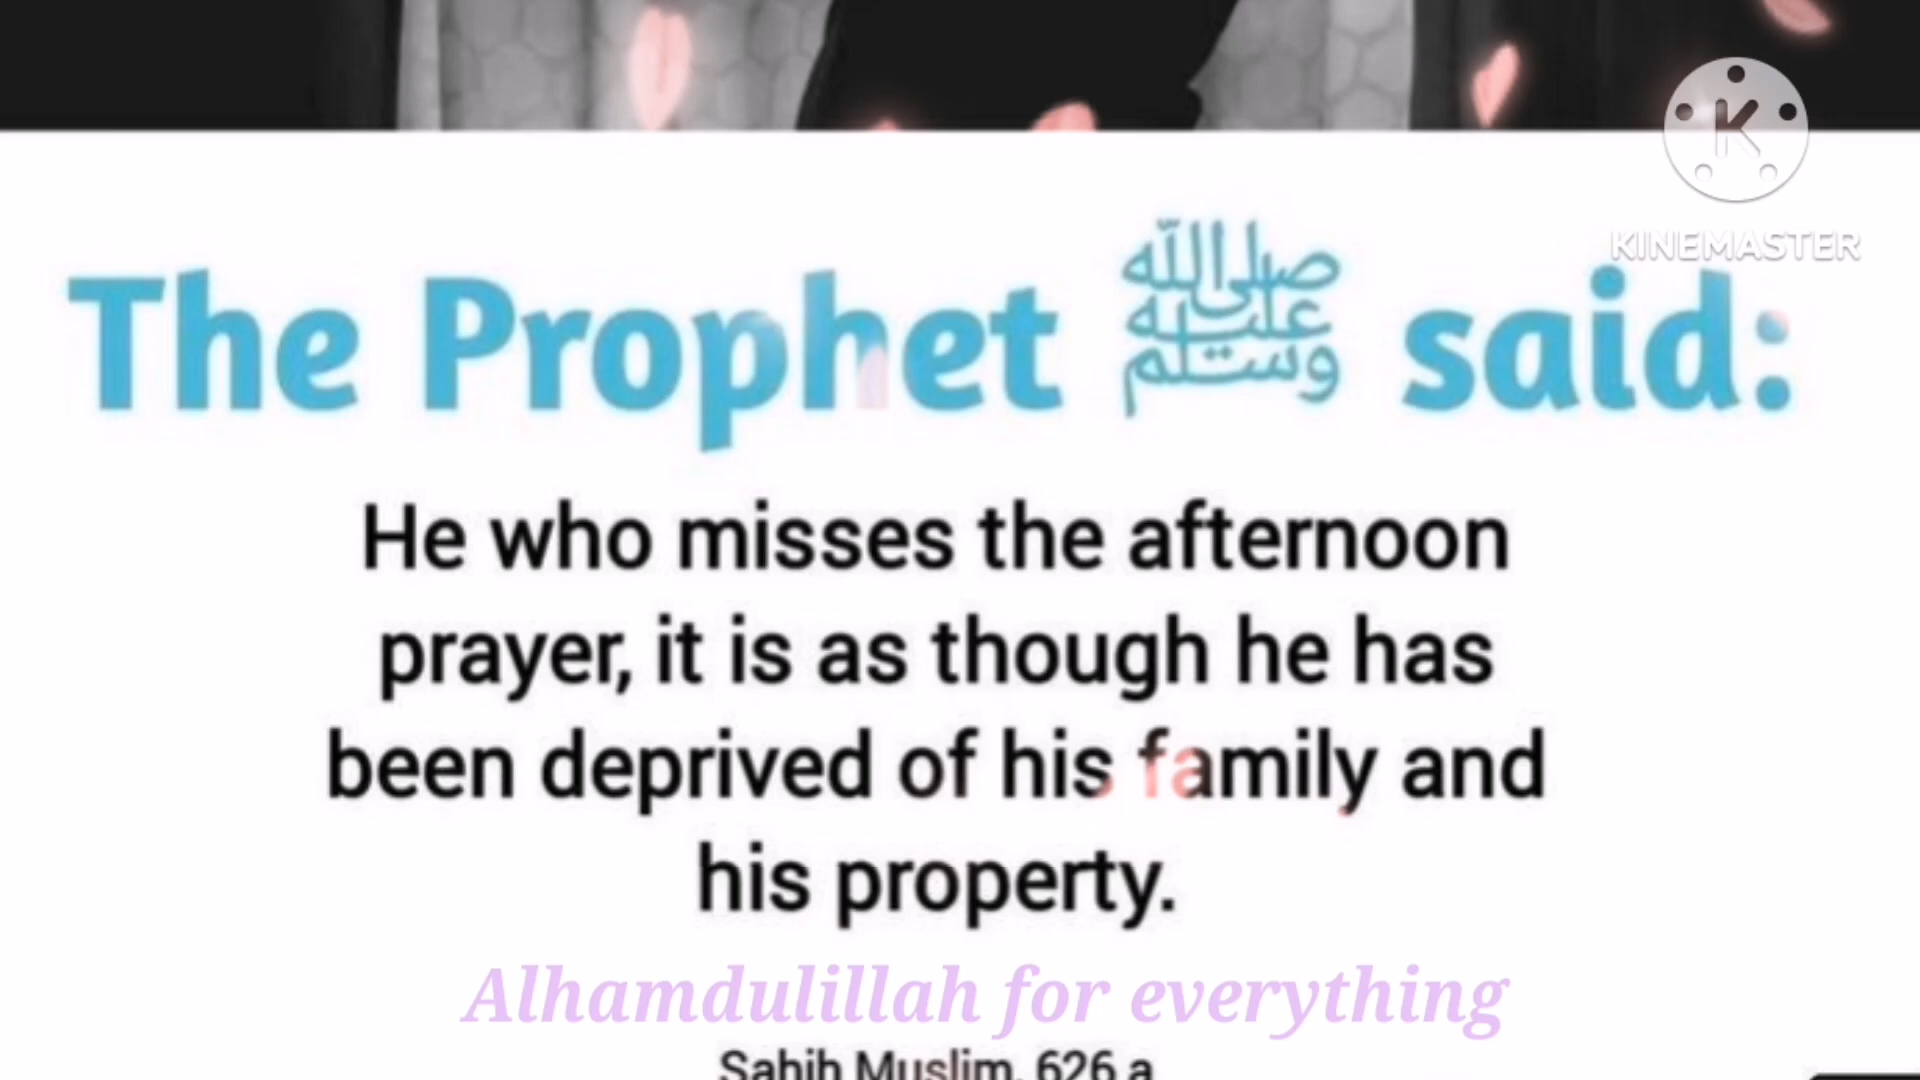 K
KINEMASTER
The Prophet صلى الله عليه وسلم said:
He who misses the afternoon
prayer, it is as though he has
been deprived of his family and
his property.
Alhamdulillah for everything
Sahih Muslim, 626 a